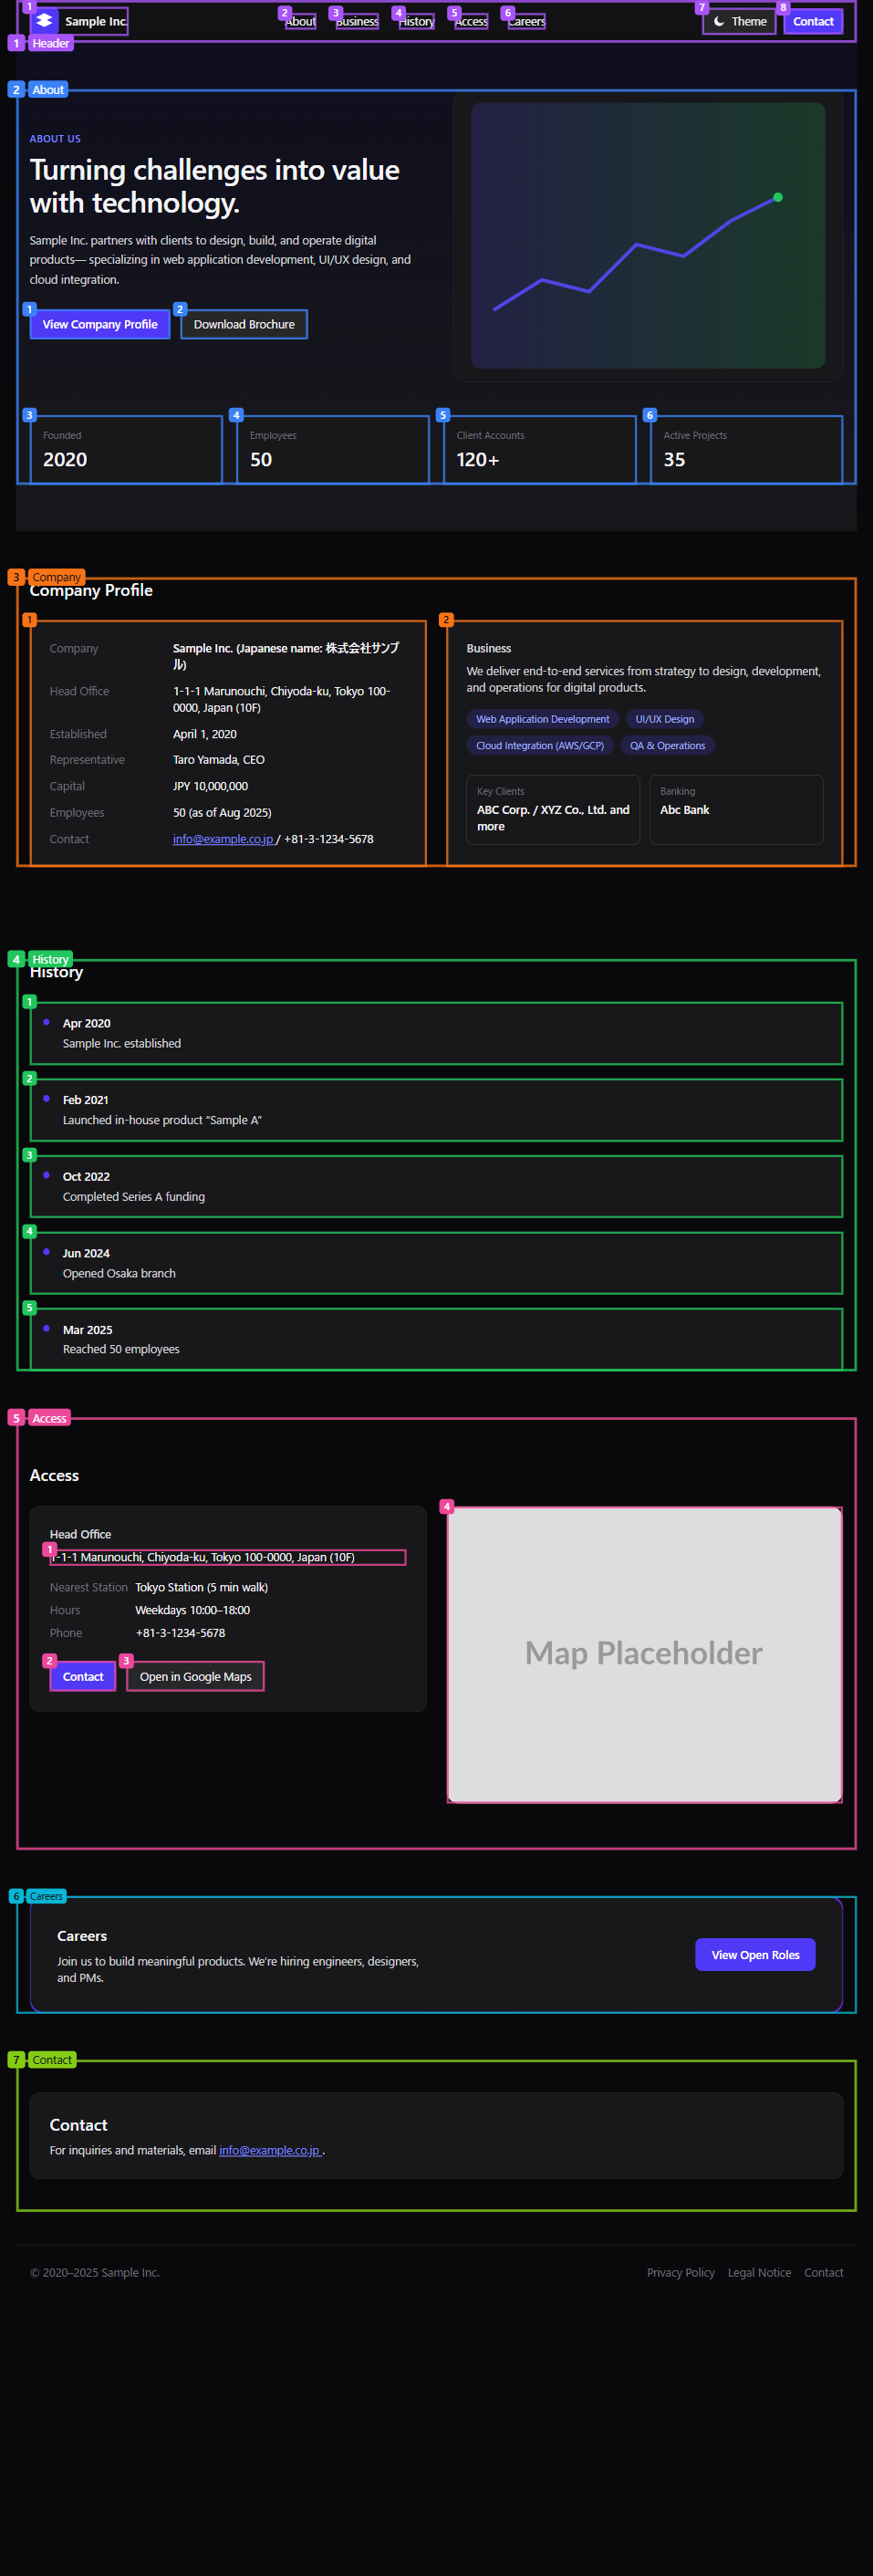 1
Sample Inc.
2
About
3
Business
4
History
5
Access
6
Careers
7
Theme
8
Contact
1 Header
2 About
ABOUT US
Turning challenges into value
with technology.
Sample Inc. partners with clients to design, build, and operate digital
products— specializing in web application development, UI/UX design, and
cloud integration.
1
View Company Profile
2
Download Brochure
3
Founded
2020
4
Employees
50
5
Client Accounts
120+
6
Active Projects
35
3 Company
Company Profile
1
Company
Sample Inc. (Japanese name: 株式会社サンプ
ル)
Head Office
1-1-1 Marunouchi, Chiyoda-ku, Tokyo 100-
0000, Japan (10F)
Established
April 1, 2020
Representative
Taro Yamada, CEO
Capital
JPY 10,000,000
Employees
50 (as of Aug 2025)
Contact
info@example.co.jp / +81-3-1234-5678
2
Business
We deliver end-to-end services from strategy to design, development,
and operations for digital products.
Web Application Development
UI/UX Design
Cloud Integration (AWS/GCP)
QA & Operations
Key Clients
ABC Corp. / XYZ Co., Ltd. and
more
Banking
Abc Bank
4 History
History
1
Apr 2020
Sample Inc. established
2
Feb 2021
Launched in-house product “Sample A”
3
Oct 2022
Completed Series A funding
4
Jun 2024
Opened Osaka branch
5
Mar 2025
Reached 50 employees
5 Access
Access
Head Office
1
1-1-1 Marunouchi, Chiyoda-ku, Tokyo 100-0000, Japan (10F)
Nearest Station Tokyo Station (5 min walk)
Hours Weekdays 10:00–18:00
Phone +81-3-1234-5678
2
Contact
3
Open in Google Maps
4
Map Placeholder
6 Careers
Careers
Join us to build meaningful products. We’re hiring engineers, designers,
and PMs.
View Open Roles
7 Contact
Contact
For inquiries and materials, email info@example.co.jp .
© 2020–2025 Sample Inc.
Privacy Policy
Legal Notice
Contact